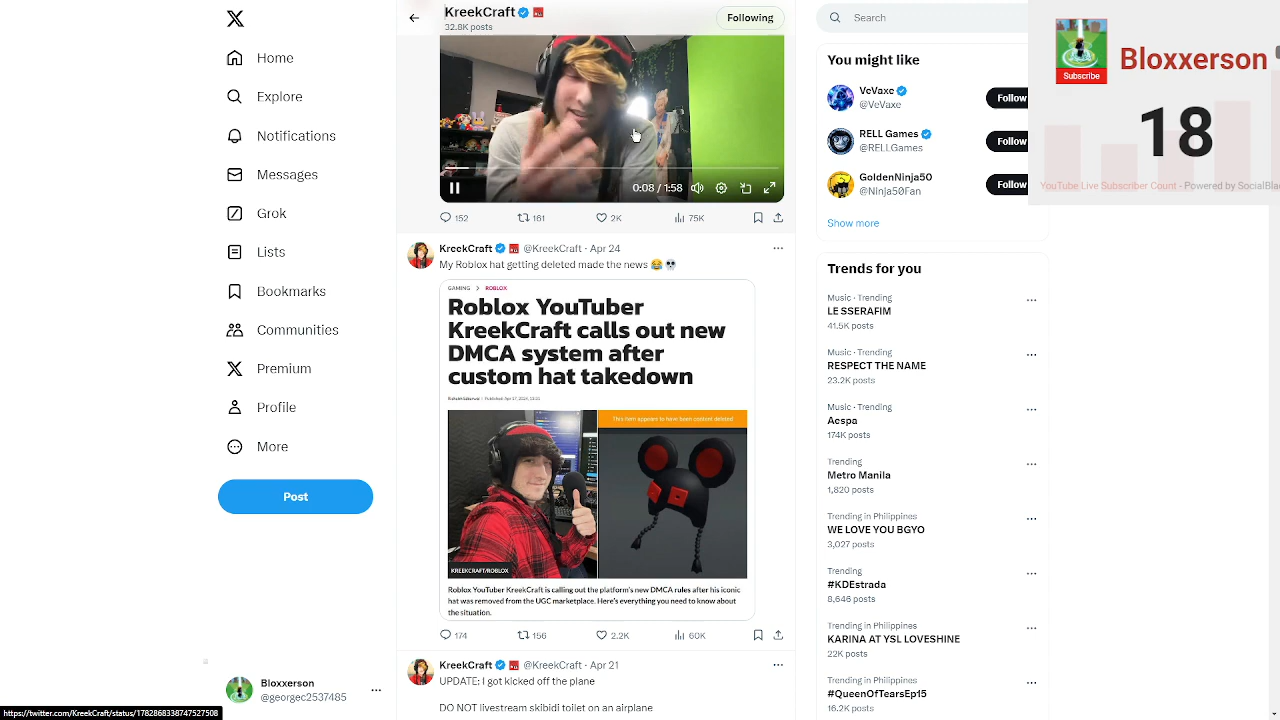 KreekCraft
32.8K posts
Following
Home
Explore
Notifications
Messages
Grok
Lists
Bookmarks
Communities
Premium
Profile
More
Post
Bloxxerson
@georgec2537485
https://twitter.com/KreekCraft/status/1782868338747527508
0:08 / 1:58
152
161
2K
75K
KreekCraft @KreekCraft · Apr 24
My Roblox hat getting deleted made the news 😂💀
GAMING > ROBLOX
Roblox YouTuber
KreekCraft calls out new
DMCA system after
custom hat takedown
This item appears to have been content deleted
KREEKCRAFT/ROBLOX
Roblox YouTuber KreekCraft is calling out the platform's new DMCA rules after his iconic
hat was removed from the UGC marketplace. Here's everything you need to know about
the situation.
174
156
2.2K
60K
KreekCraft @KreekCraft · Apr 21
UPDATE: I got kicked off the plane
DO NOT livestream skibidi toilet on an airplane
Search
You might like
VeVaxe
@VeVaxe
Follow
RELL Games
@RELLGames
Follow
GoldenNinja50
@Ninja50Fan
Follow
Show more
Trends for you
Music · Trending
LE SSERAFIM
41.5K posts
Music · Trending
RESPECT THE NAME
23.2K posts
Music · Trending
Aespa
174K posts
Trending
Metro Manila
1,820 posts
Trending in Philippines
WE LOVE YOU BGYO
3,027 posts
Trending
#KDEstrada
8,646 posts
Trending in Philippines
KARINA AT YSL LOVESHINE
22K posts
Trending in Philippines
#QueenOfTearsEp15
16.2K posts
Subscribe
Bloxxerson
18
YouTube Live Subscriber Count - Powered by SocialBla